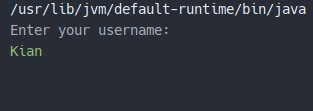 /usr/lib/jvm/default-runtime/bin/java
Enter your username:
Kian